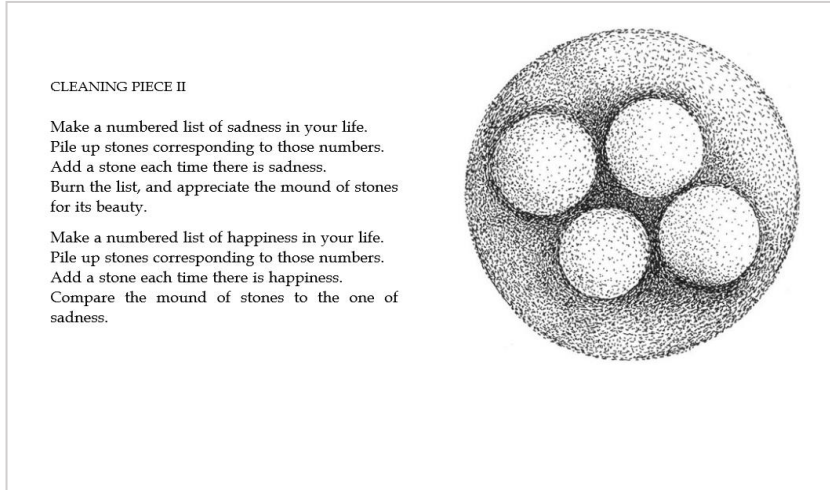 CLEANING PIECE II
Make a numbered list of sadness in your life.
Pile up stones corresponding to those numbers.
Add a stone each time there is sadness.
Burn the list, and appreciate the mound of stones
for its beauty.
Make a numbered list of happiness in your life.
Pile up stones corresponding to those numbers.
Add a stone each time there is happiness.
Compare the mound of stones to the one of
sadness.